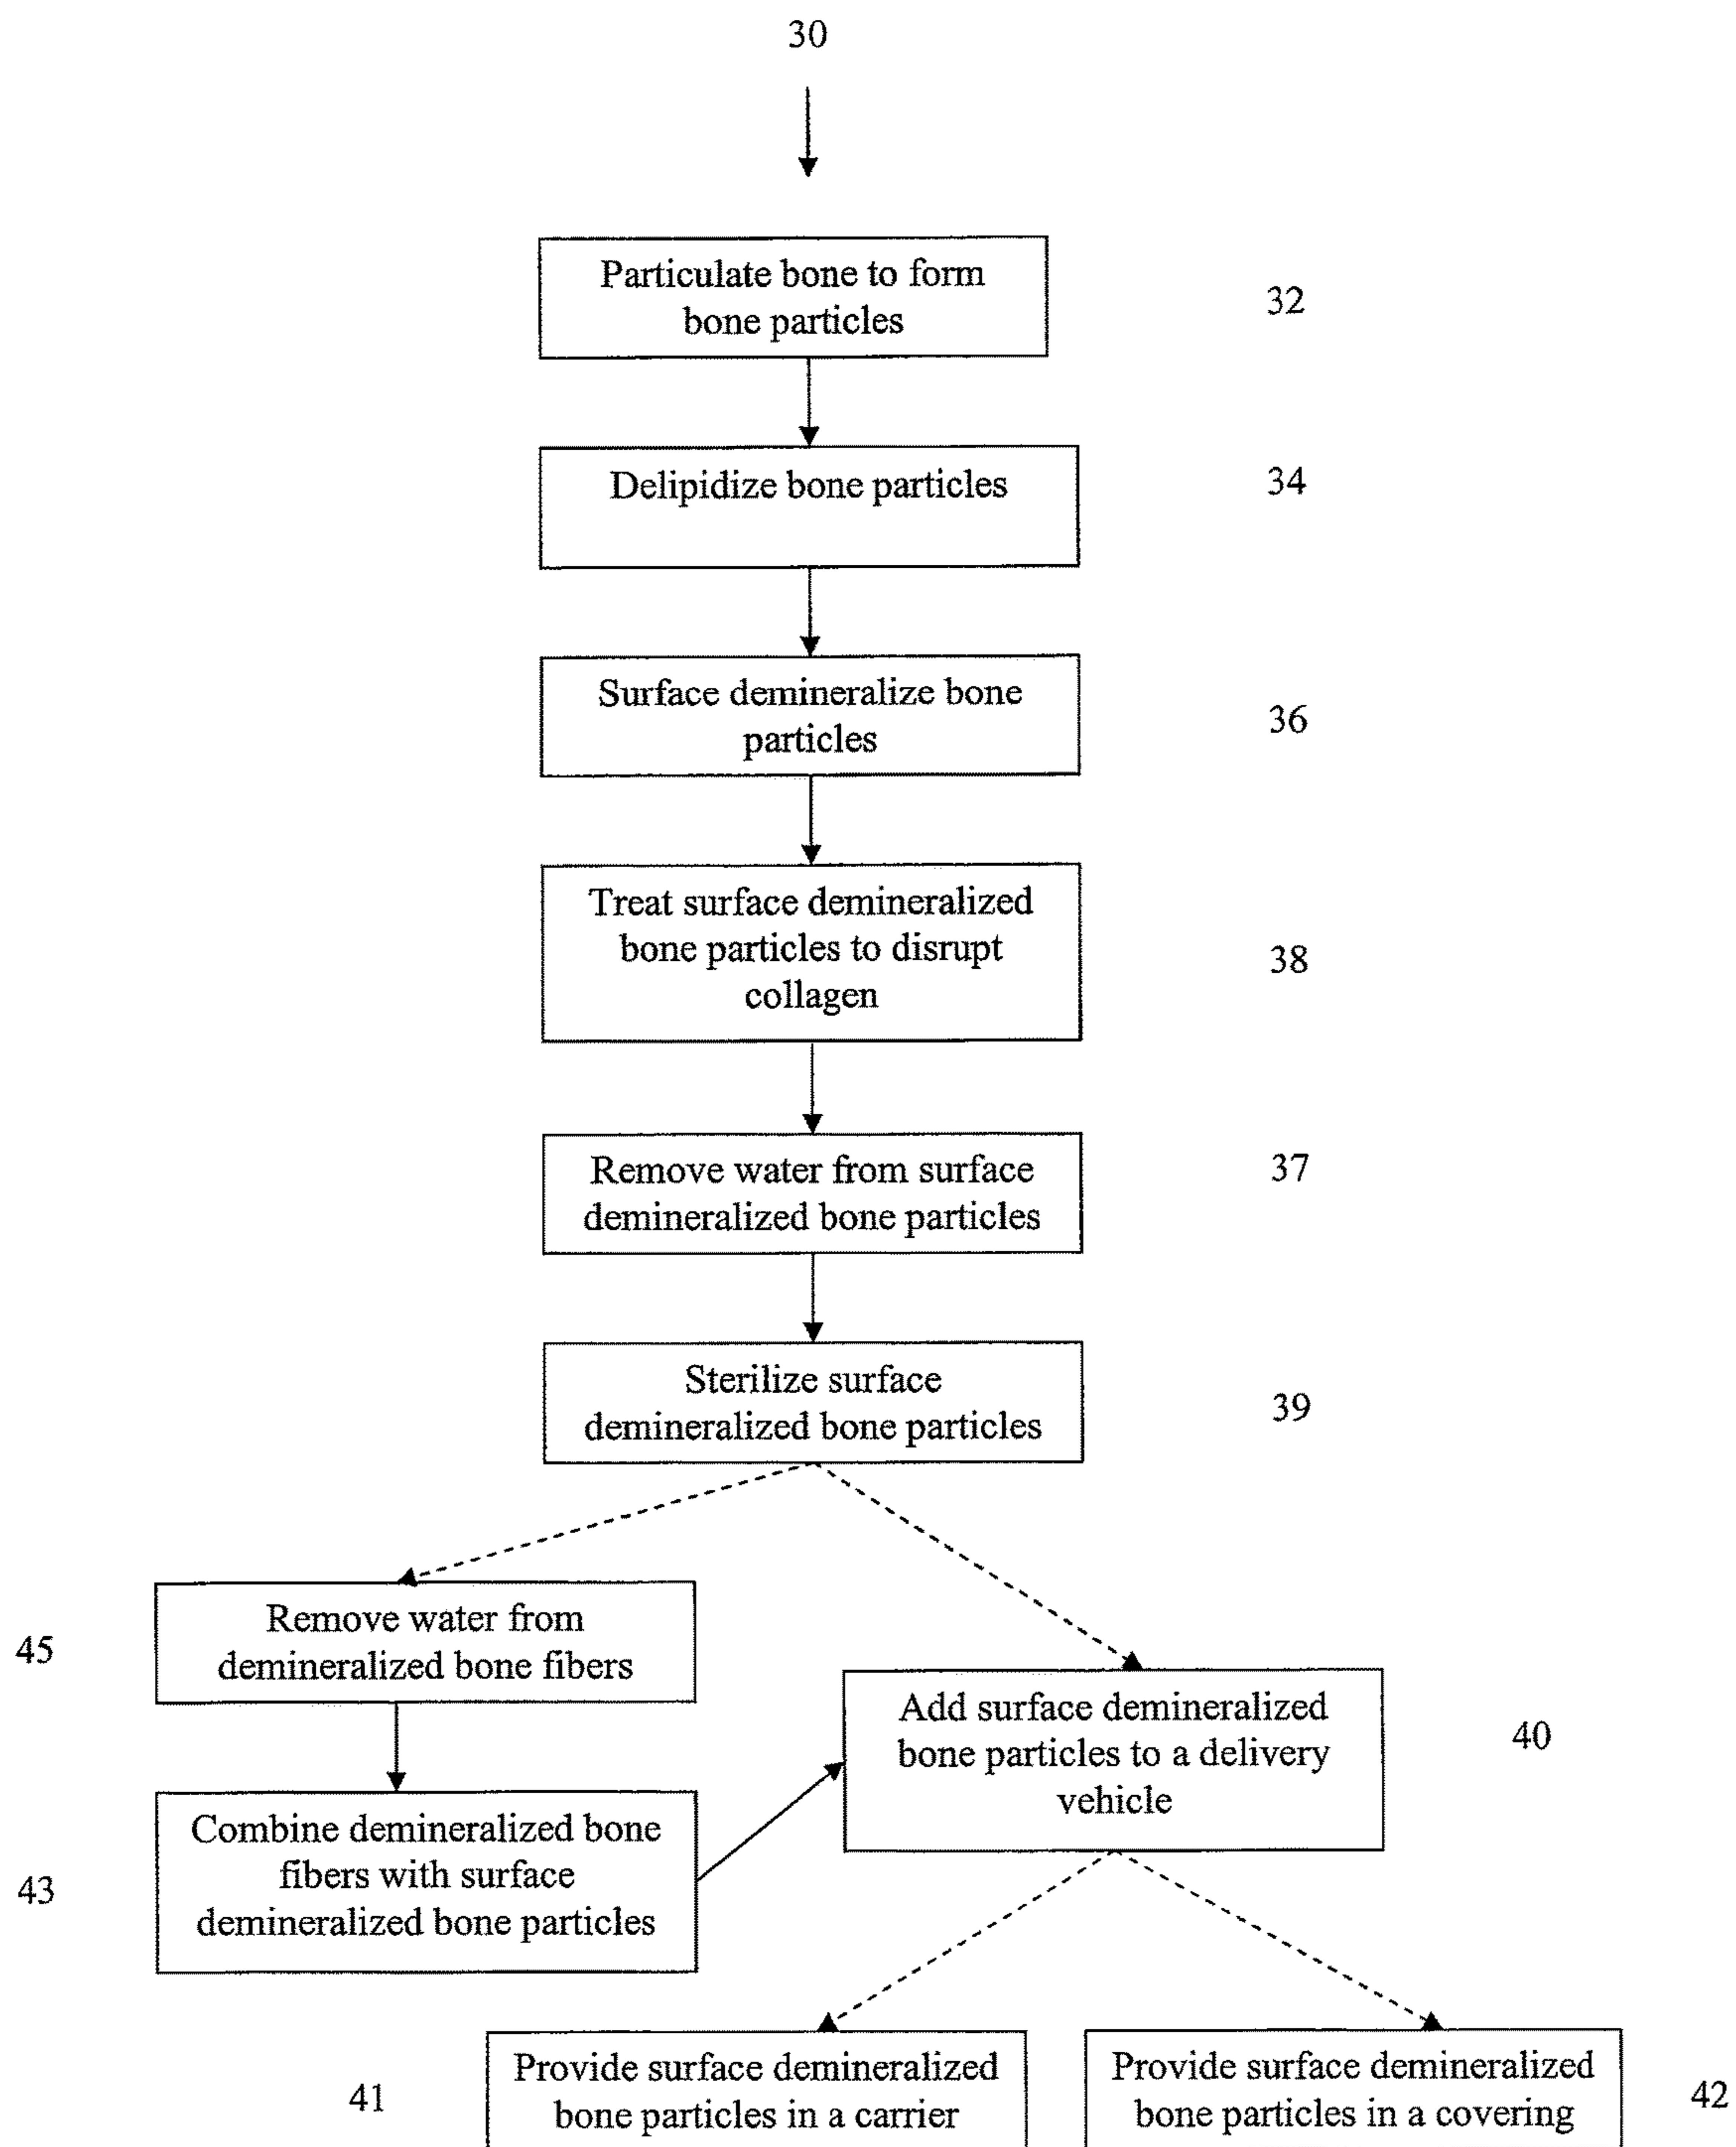 30
Particulate bone to form
bone particles
32
Delipidize bone particles
34
Surface demineralize bone
particles
36
Treat surface demineralized
bone particles to disrupt
collagen
38
Remove water from surface
demineralized bone particles
37
Sterilize surface
demineralized bone particles
39
45
Remove water from
demineralized bone fibers
Add surface demineralized
bone particles to a delivery
vehicle
40
43
Combine demineralized bone
fibers with surface
demineralized bone particles
41
Provide surface demineralized
bone particles in a carrier
Provide surface demineralized
bone particles in a covering
42